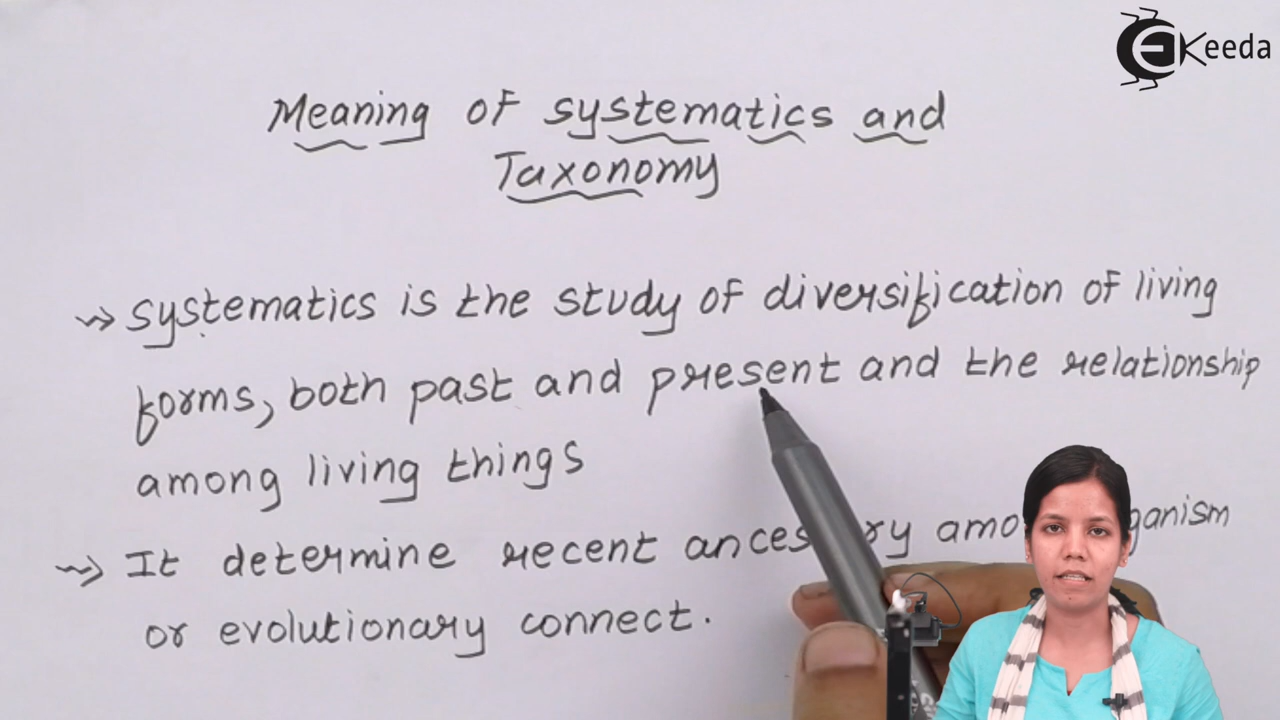 EKeeda
Meaning of systematics and
Taxonomy
systematics is the study of diversification of living
forms, both past and present and the relationship
among living things
It determine recent
or evolutionary connect.